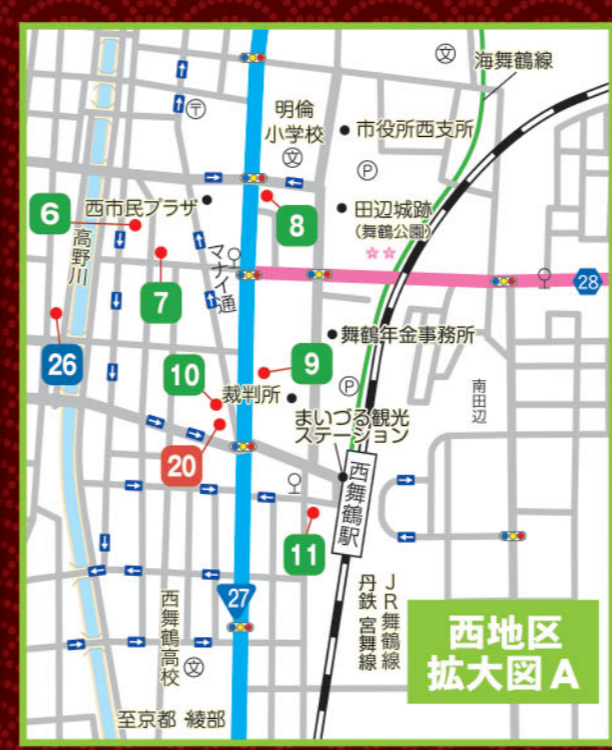 海舞鶴線
文
〒
明倫
小学校
文
市役所西支所
P
6
西市民プラザ
8
田辺城跡
(舞鶴公園)
高野川
7
マナイ通
28
26
舞鶴年金事務所
9
10
裁判所
P
南田辺
まいづる観光
ステーション
20
西舞鶴駅
11
27
西舞鶴高校
文
丹鉄 宮舞線
JR舞鶴線
西地区
拡大図A
至京都・綾部